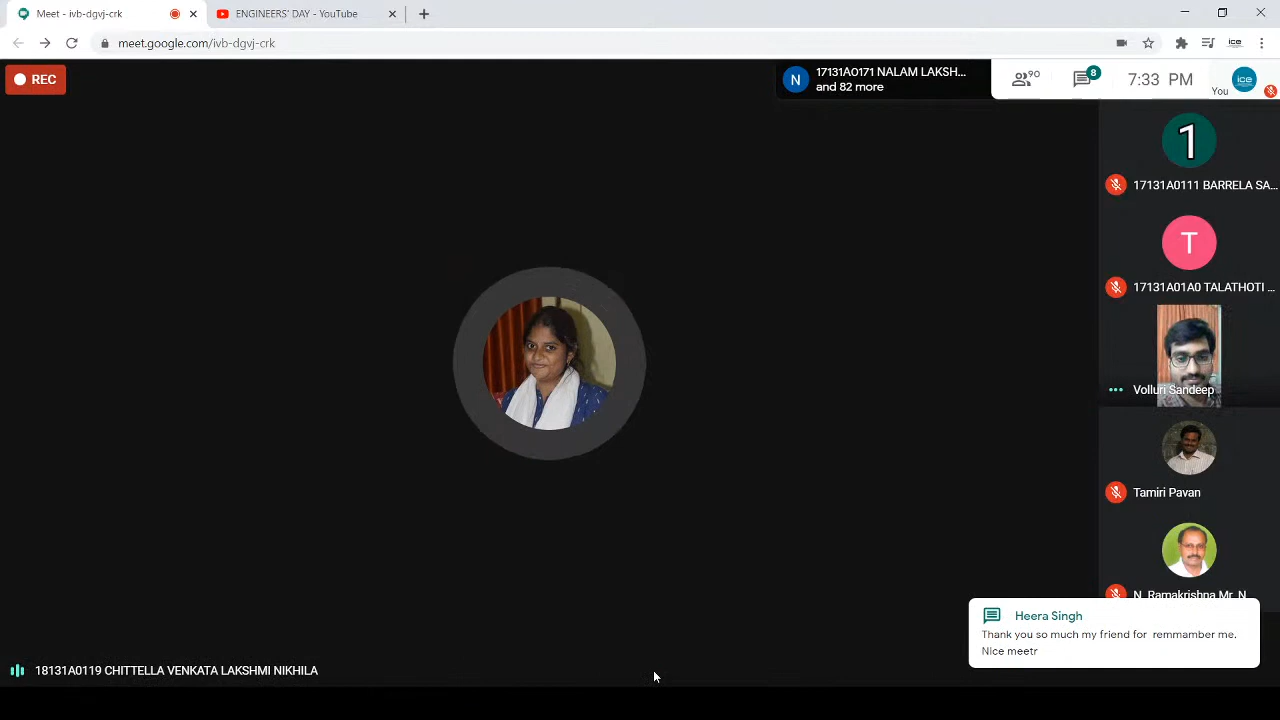 Meet - ivb-dgvj-crk
ENGINEERS' DAY - YouTube
meet.google.com/ivb-dgvj-crk
ice
REC
N
17131A0171 NALAM LAKSH...
and 82 more
90
8
7:33 PM
You
ice
1
17131A0111 BARRELA SA...
T
17131A01A0 TALATHOTI ...
Volluri Sandeep
Tamiri Pavan
N. Ramakrishna Mr. N
Heera Singh
Thank you so much my friend for remmamber me.
Nice meetr
18131A0119 CHITTELLA VENKATA LAKSHMI NIKHILA